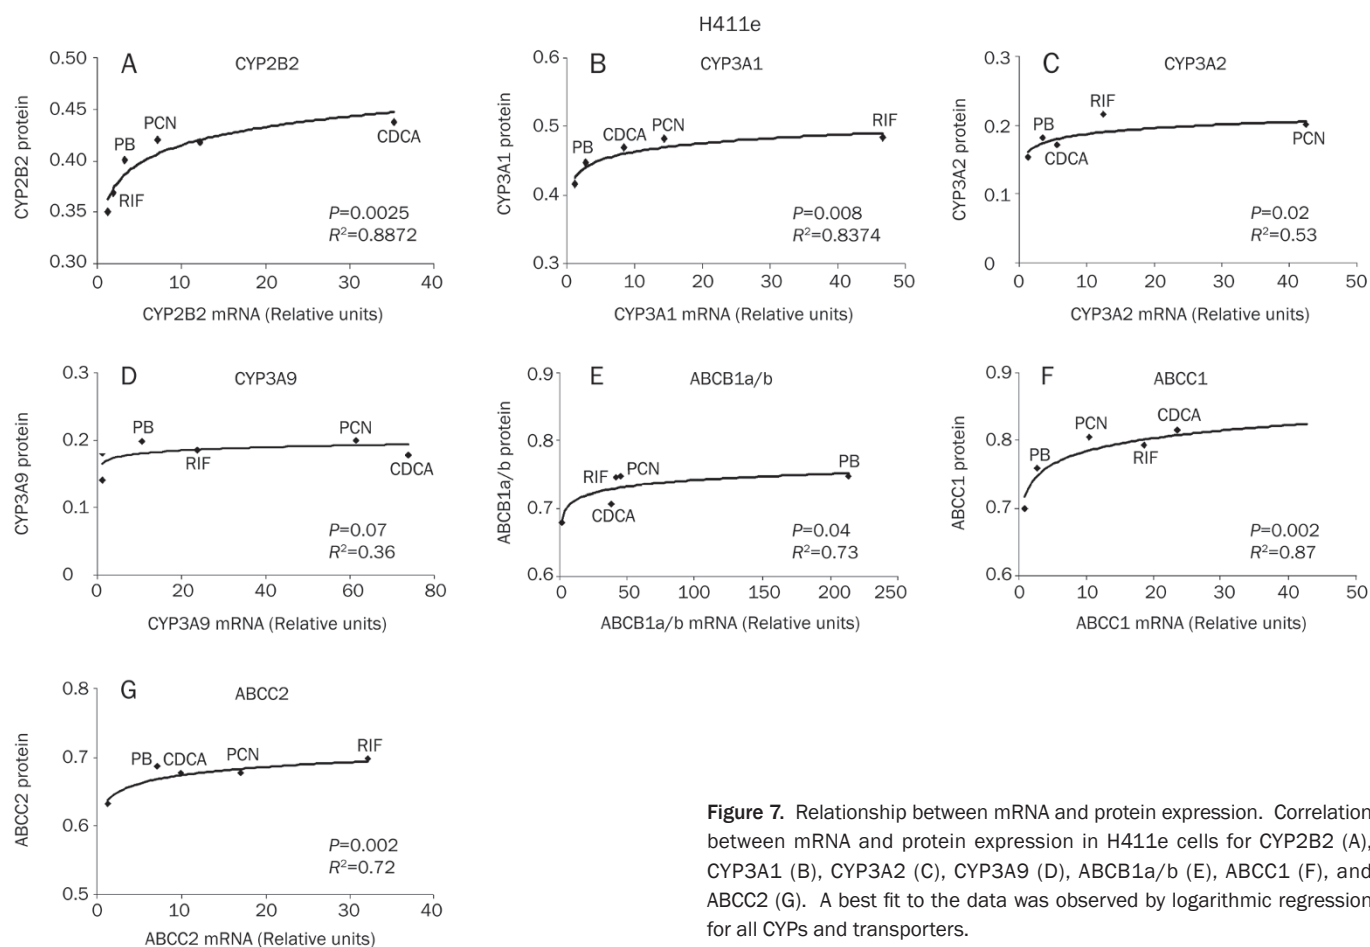 H411e
A
CYP2B2
0.50
0.45
0.40
0.35
0.30
CYP2B2 protein
PCN
PB
RIF
CDCA
P=0.0025
R²=0.8872
0
10
20
30
40
CYP2B2 mRNA (Relative units)
B
CYP3A1
0.6
0.5
0.4
0.3
CYP3A1 protein
PB
CDCA
PCN
RIF
P=0.008
R²=0.8374
0
10
20
30
40
50
CYP3A1 mRNA (Relative units)
C
CYP3A2
0.3
0.2
0.1
0
CYP3A2 protein
PB
CDCA
RIF
PCN
P=0.02
R²=0.53
0
10
20
30
40
50
CYP3A2 mRNA (Relative units)
D
CYP3A9
0.3
0.2
0.1
0
CYP3A9 protein
PB
RIF
PCN
CDCA
P=0.07
R²=0.36
0
20
40
60
80
CYP3A9 mRNA (Relative units)
E
ABCB1a/b
0.9
0.8
0.7
0.6
ABCB1a/b protein
RIF
PCN
CDCA
PB
P=0.04
R²=0.73
0
50
100
150
200
250
ABCB1a/b mRNA (Relative units)
F
ABCC1
0.9
0.8
0.7
0.6
ABCC1 protein
PB
PCN
RIF
CDCA
P=0.002
R²=0.87
0
10
20
30
40
50
ABCC1 mRNA (Relative units)
G
ABCC2
0.8
0.7
0.6
0.5
ABCC2 protein
PB
CDCA
PCN
RIF
P=0.002
R²=0.72
0
10
20
30
40
ABCC2 mRNA (Relative units)
Figure 7. Relationship between mRNA and protein expression. Correlation
between mRNA and protein expression in H411e cells for CYP2B2 (A),
CYP3A1 (B), CYP3A2 (C), CYP3A9 (D), ABCB1a/b (E), ABCC1 (F), and
ABCC2 (G). A best fit to the data was observed by logarithmic regression
for all CYPs and transporters.